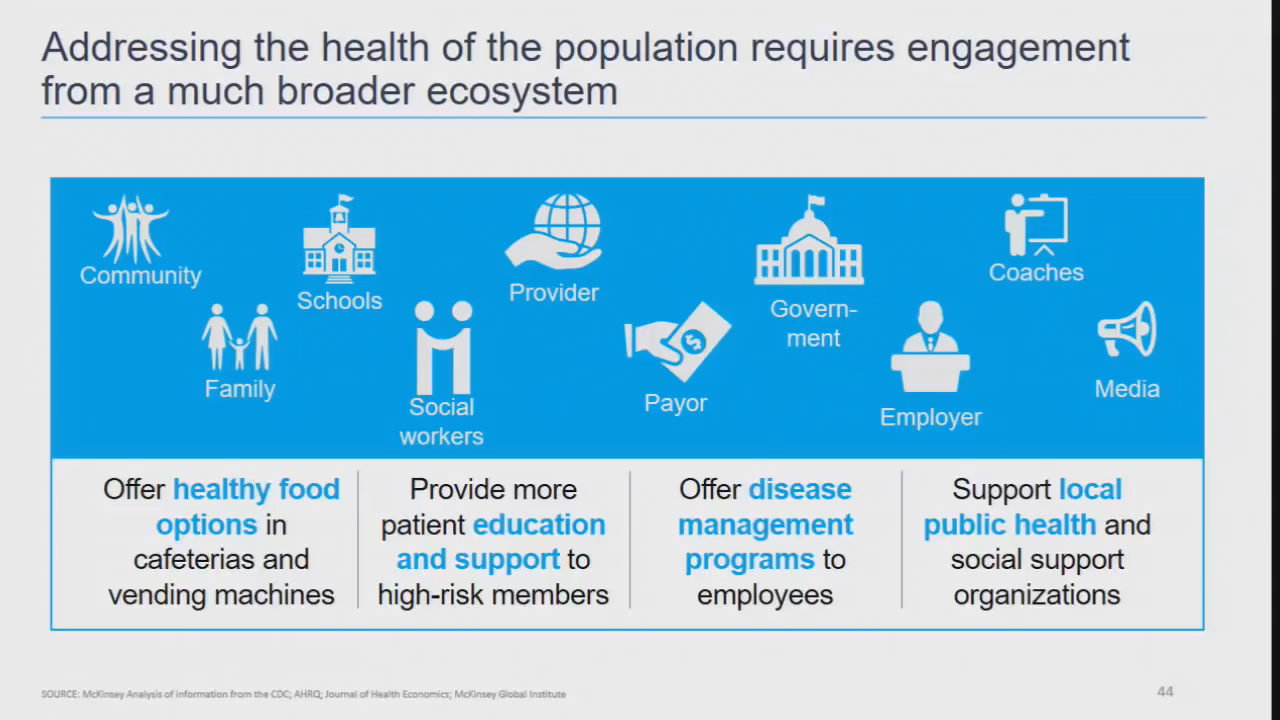 Addressing the health of the population requires engagement
from a much broader ecosystem
Community
Schools
Provider
Govern-
ment
Coaches
Family
Social
workers
Payor
Employer
Media
Offer healthy food
options in
cafeterias and
vending machines
Provide more
patient education
and support to
high-risk members
Offer disease
management
programs to
employees
Support local
public health and
social support
organizations
SOURCE: McKinsey Analysis of information from the CDC; AHRQ; Journal of Health Economics; McKinsey Global Institute
44